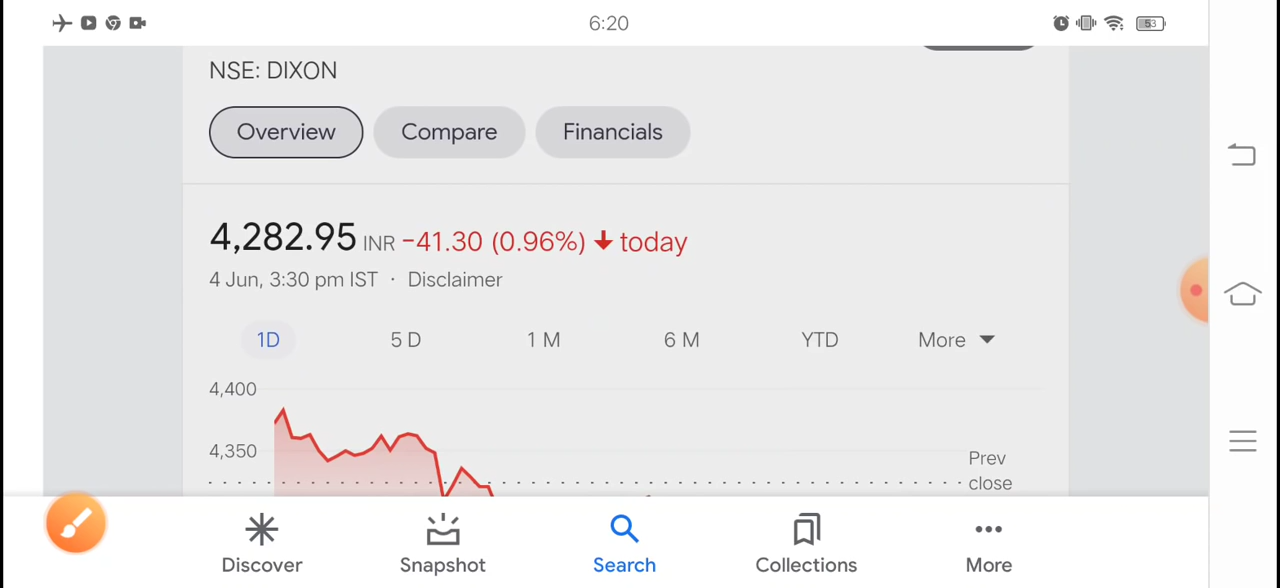 6:20
53
NSE: DIXON
Overview Compare Financials
4,282.95 INR −41.30 (0.96%) ↓ today
4 Jun, 3:30 pm IST · Disclaimer
1D 5 D 1 M 6 M YTD More
4,400
4,350
Prev
close
Discover Snapshot Search Collections More